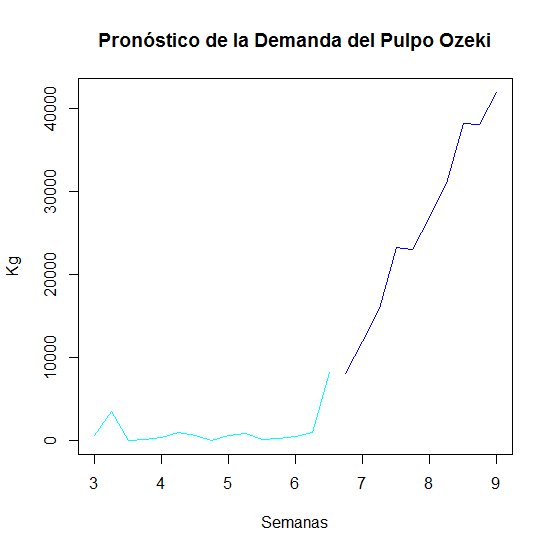 Pronóstico de la Demanda del Pulpo Ozeki
Kg
40000
30000
20000
10000
0
3 4 5 6 7 8 9
Semanas